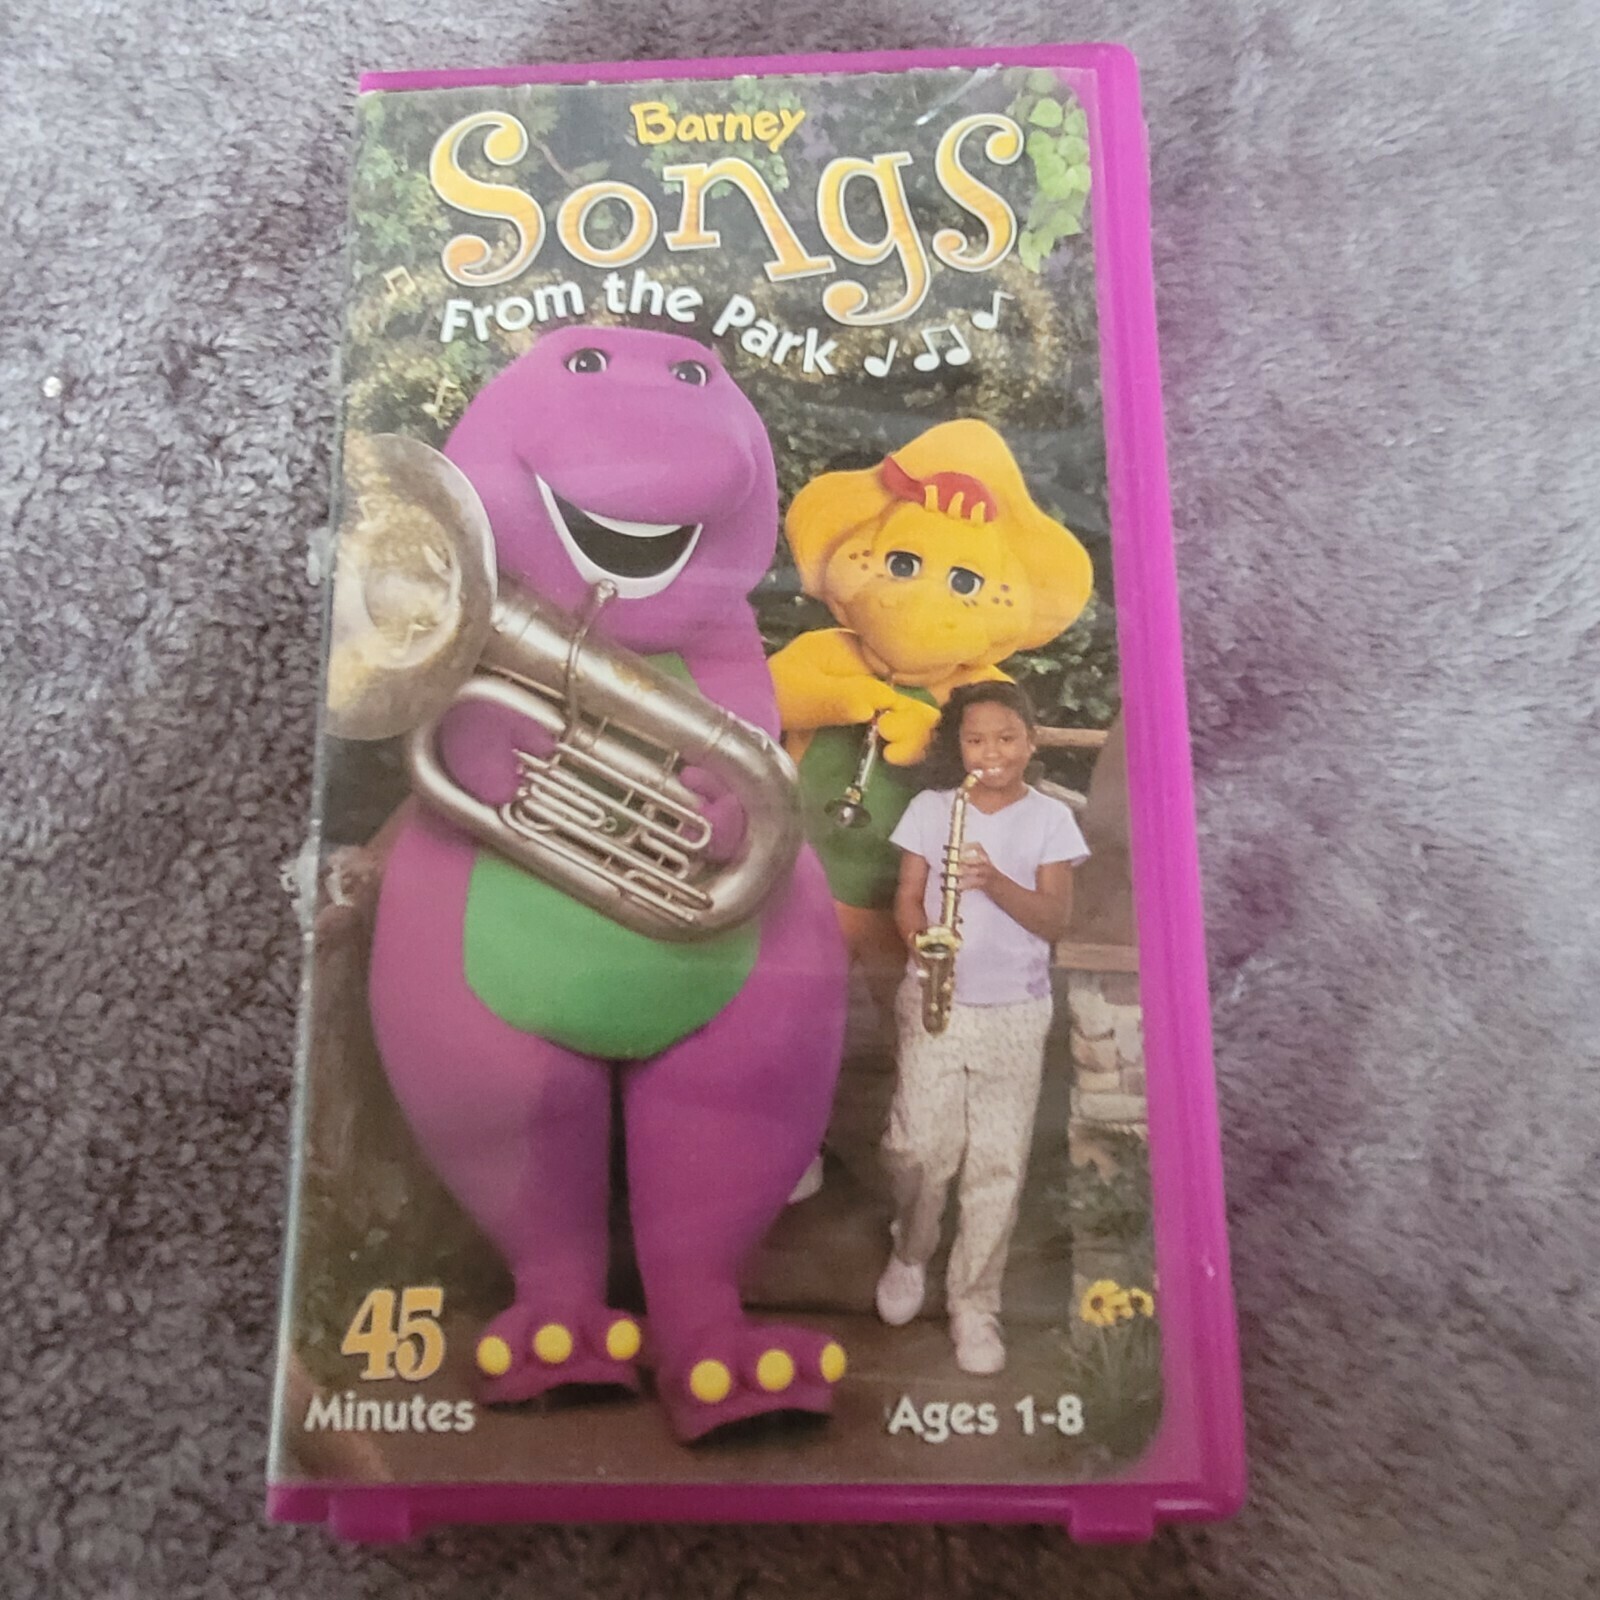 Barney
Songs
From the Park
45
Minutes
Ages 1-8